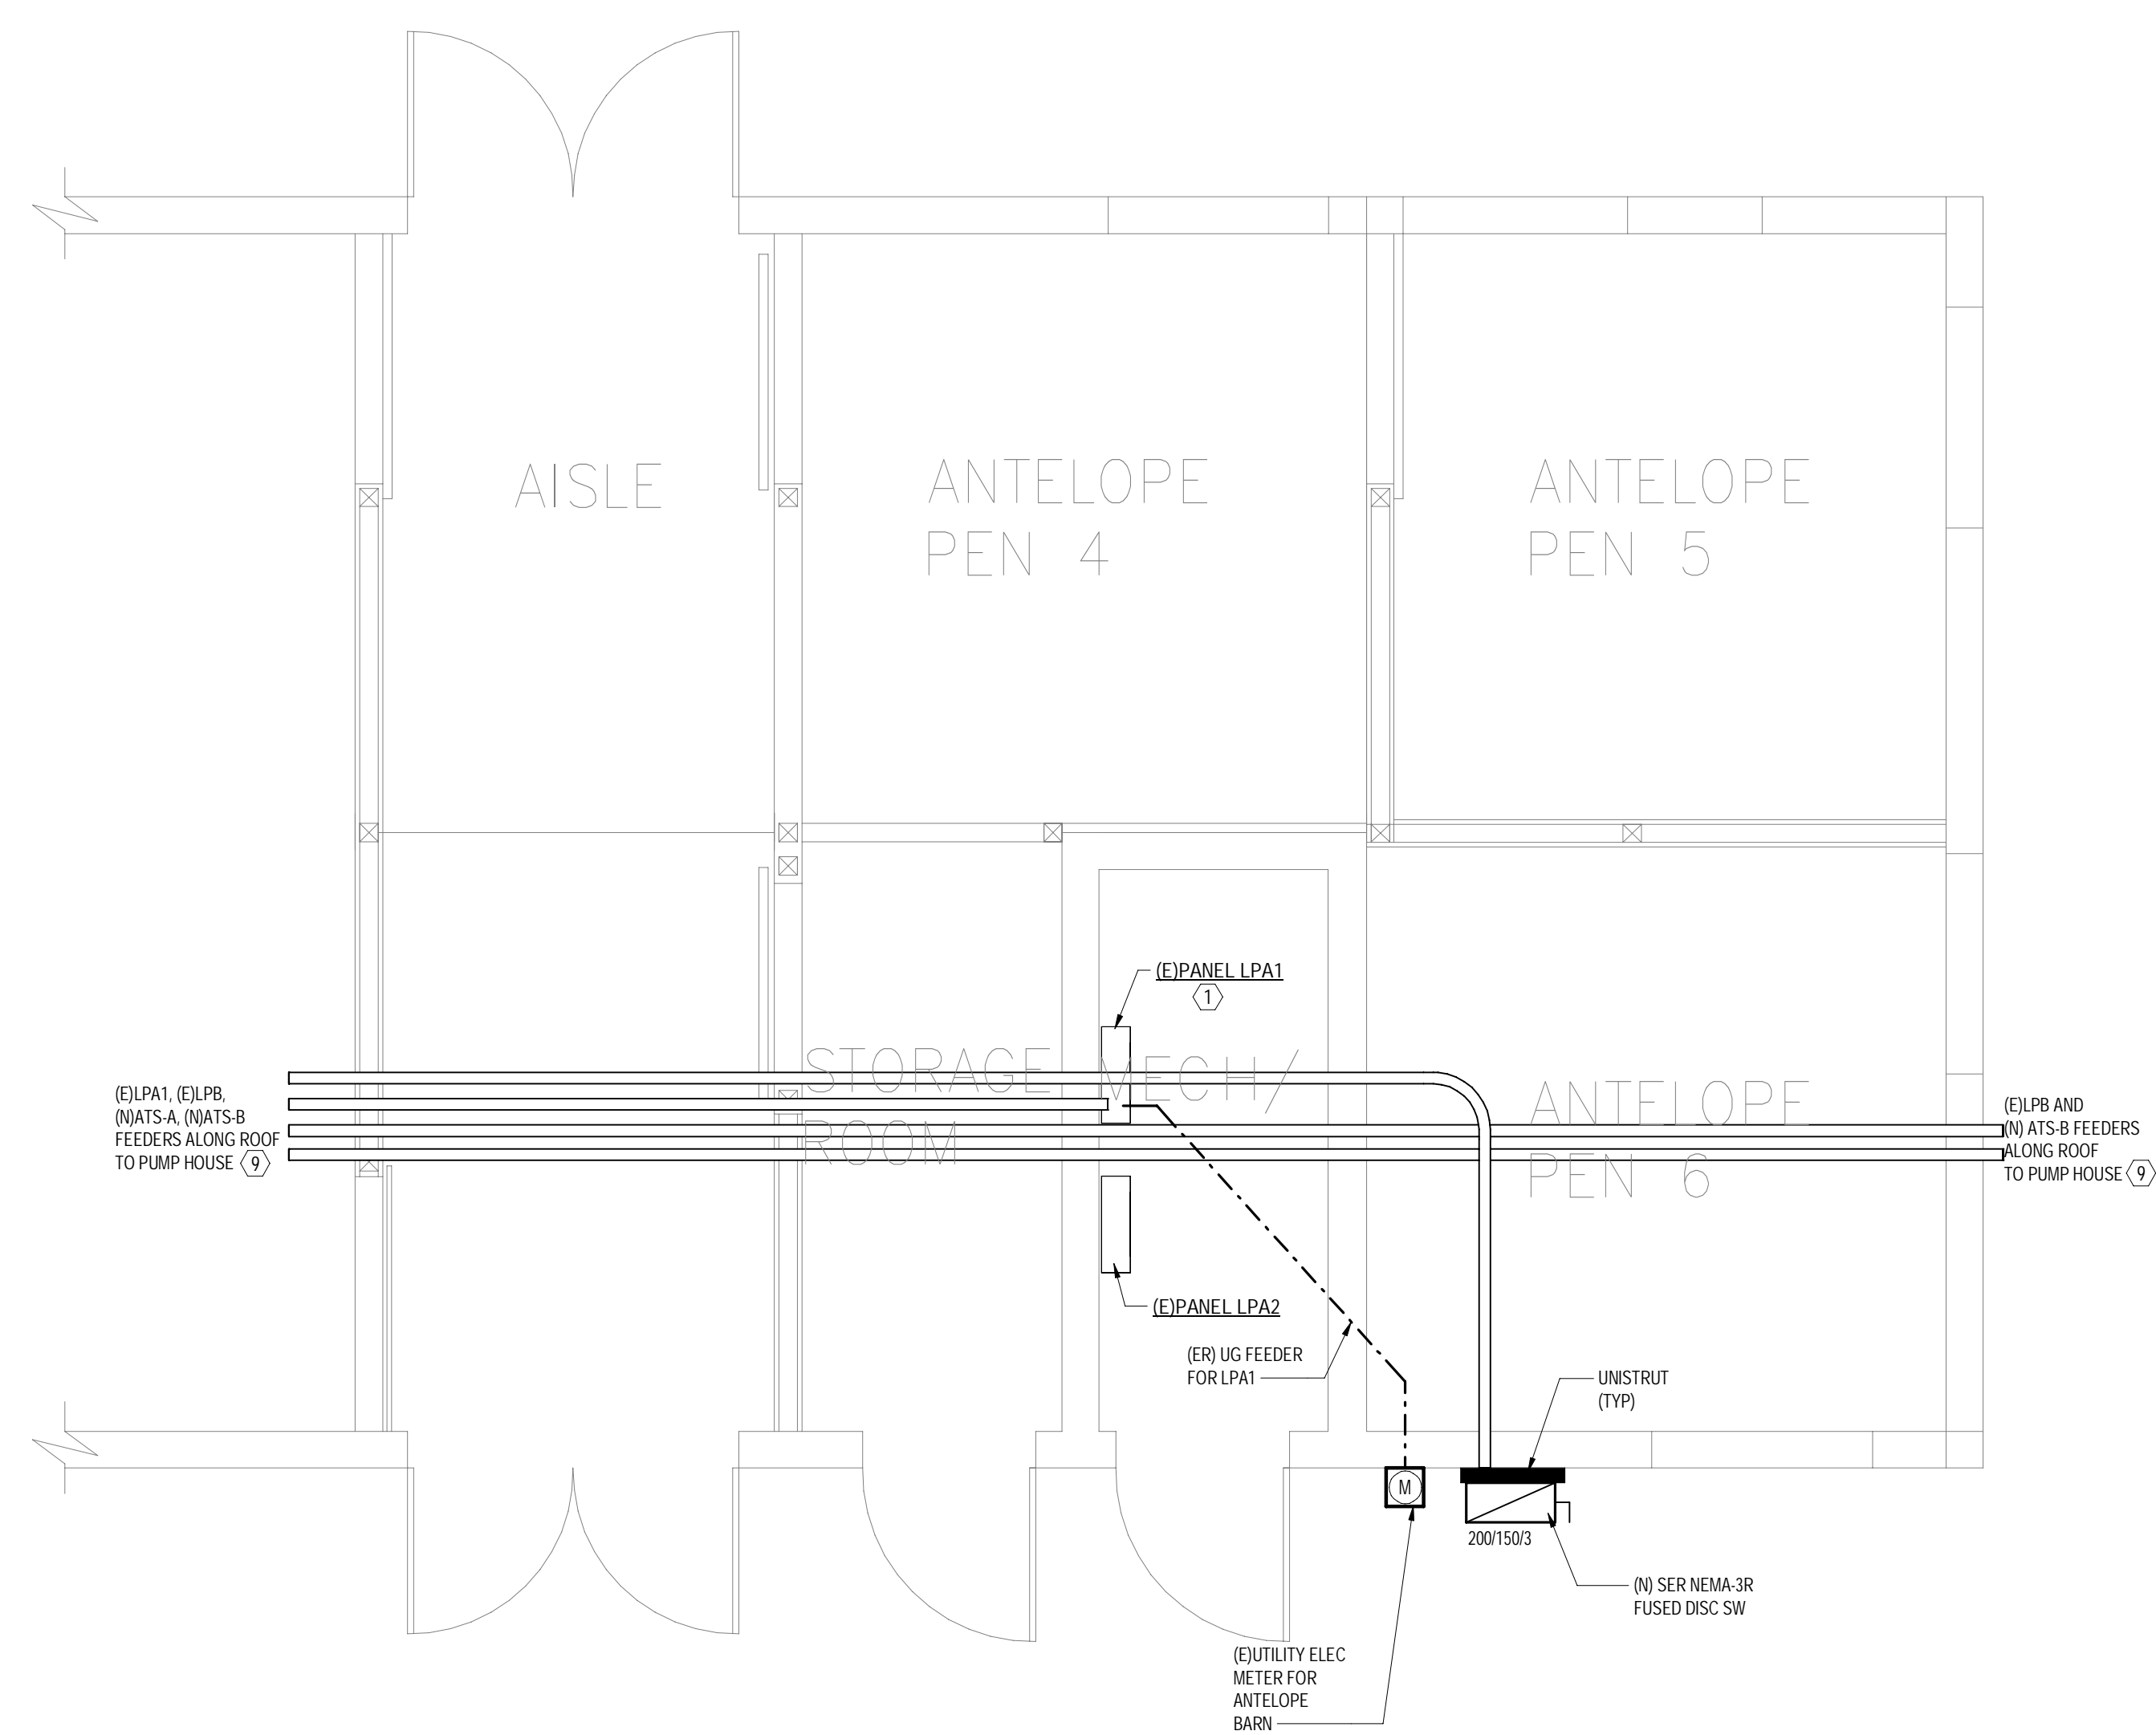 AISLE
ANTELOPE
PEN 4
ANTELOPE
PEN 5
(E)PANEL LPA1
1
STORAGE
ROOM
MECH/
ANTELOPE
PEN 6
(E)LPA1, (E)LPB,
(N)ATS-A, (N)ATS-B
FEEDERS ALONG ROOF
TO PUMP HOUSE 9
(E)LPB AND
(N) ATS-B FEEDERS
ALONG ROOF
TO PUMP HOUSE 9
(E)PANEL LPA2
(ER) UG FEEDER
FOR LPA1
UNISTRUT
(TYP)
M
200/150/3
(N) SER NEMA-3R
FUSED DISC SW
(E)UTILITY ELEC
METER FOR
ANTELOPE
BARN